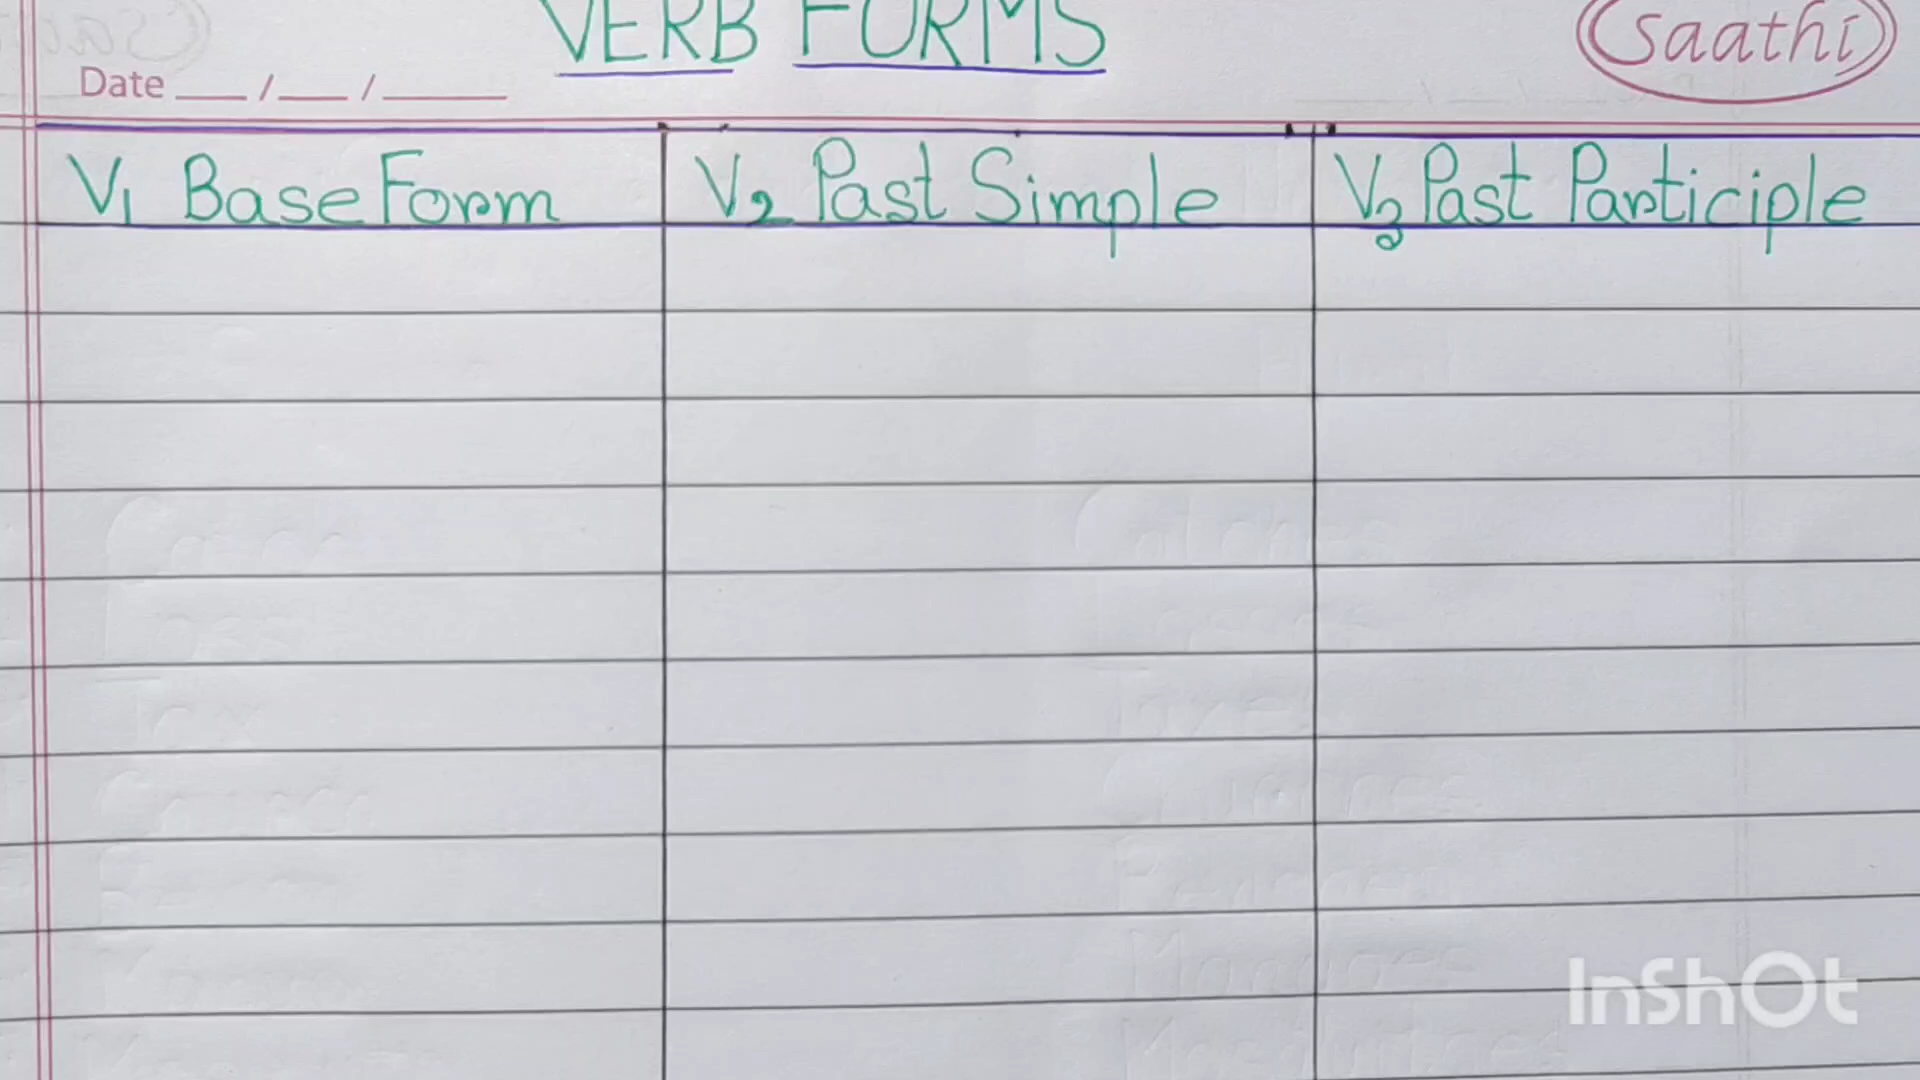 VERB FORMS
Saathi
Date __/__/____
V1 Base Form
V2 Past Simple
V3 Past Participle
InShOt